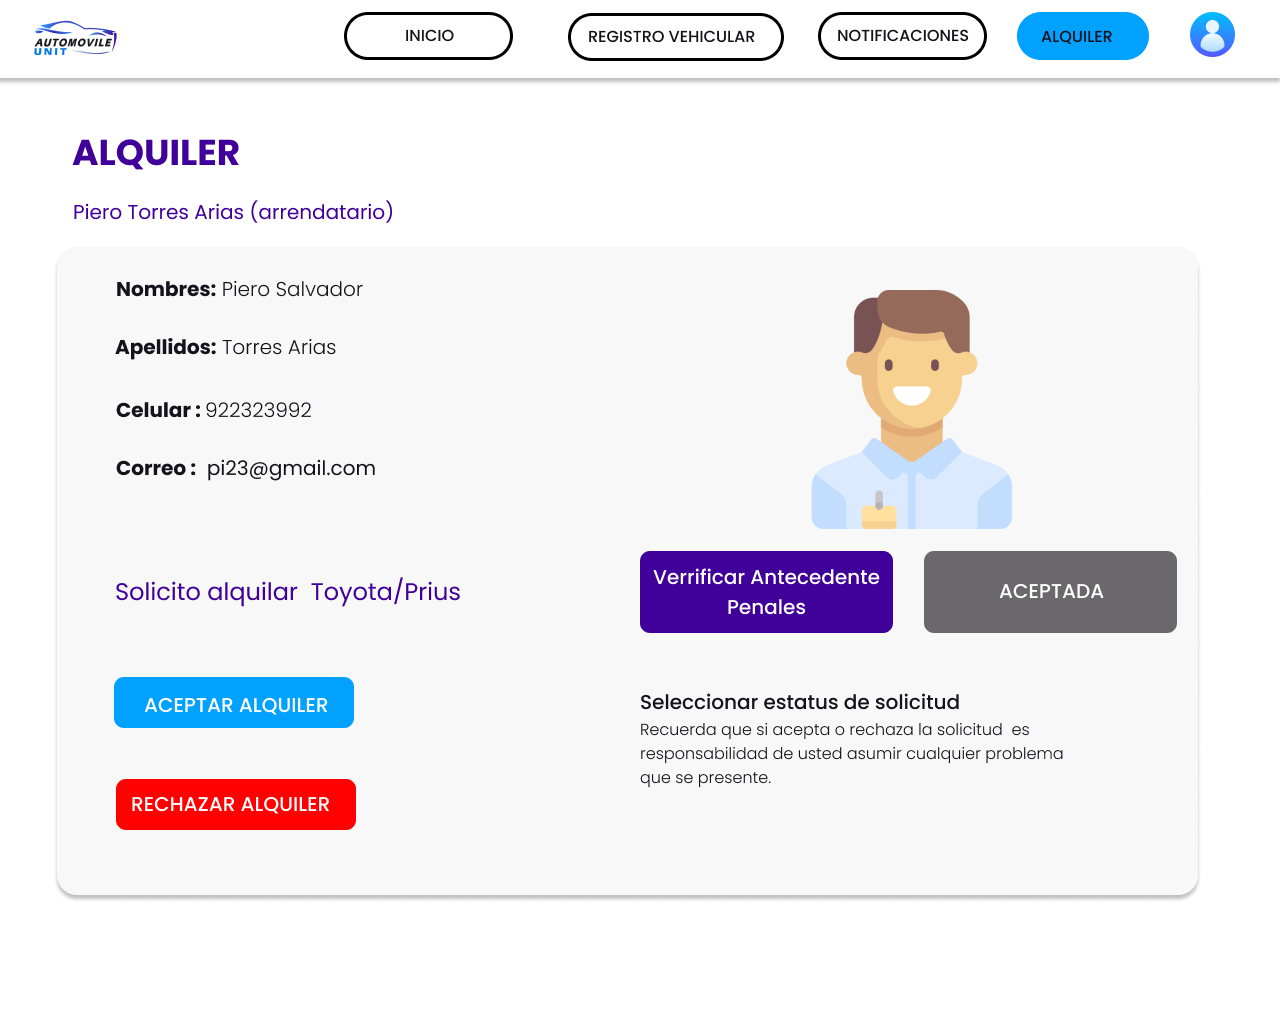 AUTOMOVILE
UNIT
INICIO
REGISTRO VEHICULAR
NOTIFICACIONES
ALQUILER
ALQUILER
Piero Torres Arias (arrendatario)
Nombres: Piero Salvador
Apellidos: Torres Arias
Celular : 922323992
Correo : pi23@gmail.com
Solicito alquilar Toyota/Prius
Verrificar Antecedente
Penales
ACEPTADA
ACEPTAR ALQUILER
RECHAZAR ALQUILER
Seleccionar estatus de solicitud
Recuerda que si acepta o rechaza la solicitud es
responsabilidad de usted asumir cualquier problema
que se presente.